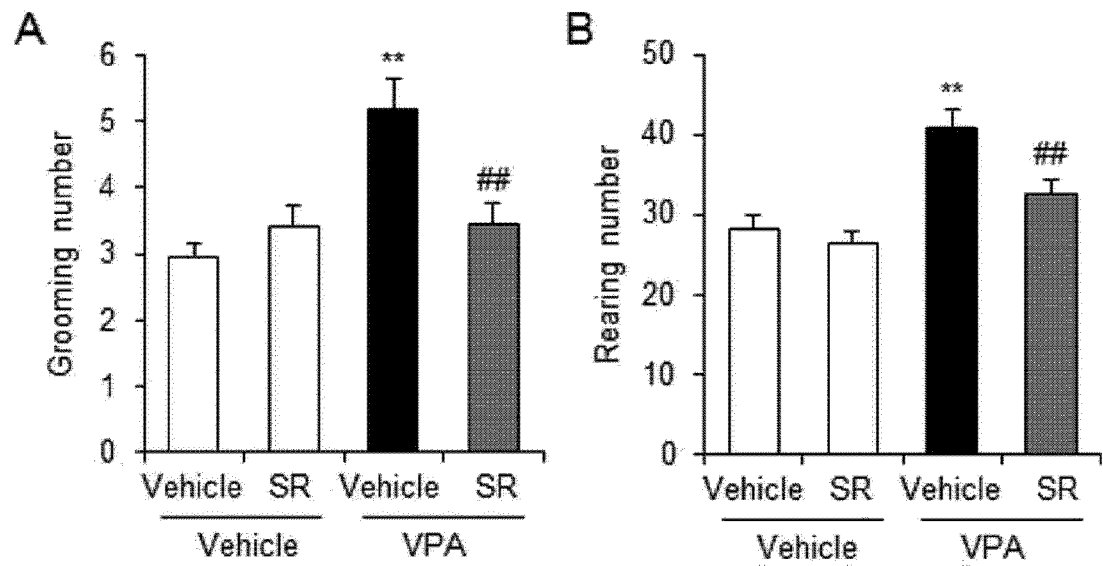 A
Grooming number
6
5
4
3
2
1
0
**
##
Vehicle SR Vehicle SR
Vehicle VPA
B
Rearing number
50
40
30
20
10
0
**
##
Vehicle SR Vehicle SR
Vehicle VPA